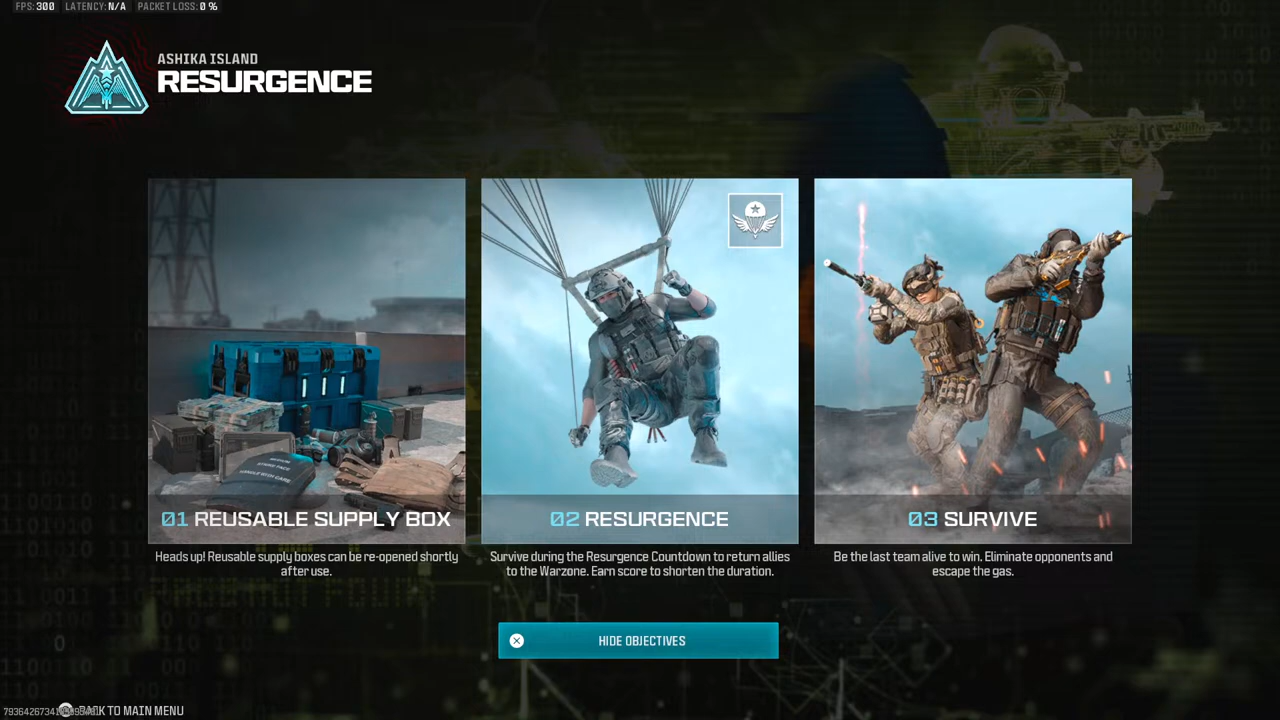 FPS: 300 LATENCY: N/A PACKET LOSS: 0 %
ASHIKA ISLAND
RESURGENCE
01 REUSABLE SUPPLY BOX
Heads up! Reusable supply boxes can be re-opened shortly
after use.
02 RESURGENCE
Survive during the Resurgence Countdown to return allies
to the Warzone. Earn score to shorten the duration.
03 SURVIVE
Be the last team alive to win. Eliminate opponents and
escape the gas.
HIDE OBJECTIVES
BACK TO MAIN MENU